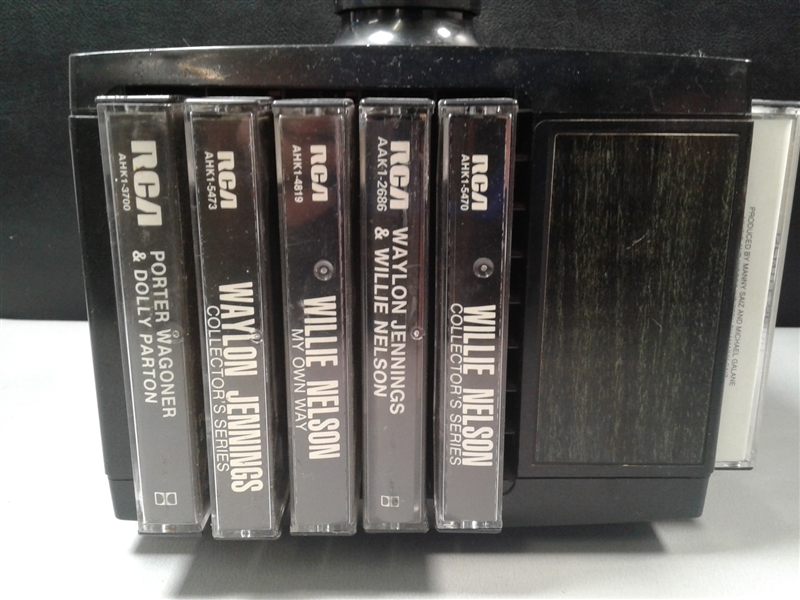 RCA
AHK1-3700
PORTER WAGONER
& DOLLY PARTON
RCA
AHK1-5473
WAYLON JENNINGS
COLLECTOR'S SERIES
RCA
AHK1-4819
WILLIE NELSON
MY OWN WAY
RCA
AAK1-2686
WAYLON JENNINGS
& WILLIE NELSON
RCA
AHK1-5470
WILLIE NELSON
COLLECTOR'S SERIES
PRODUCED BY MANNY SAIZ AND MICHAEL GALANE